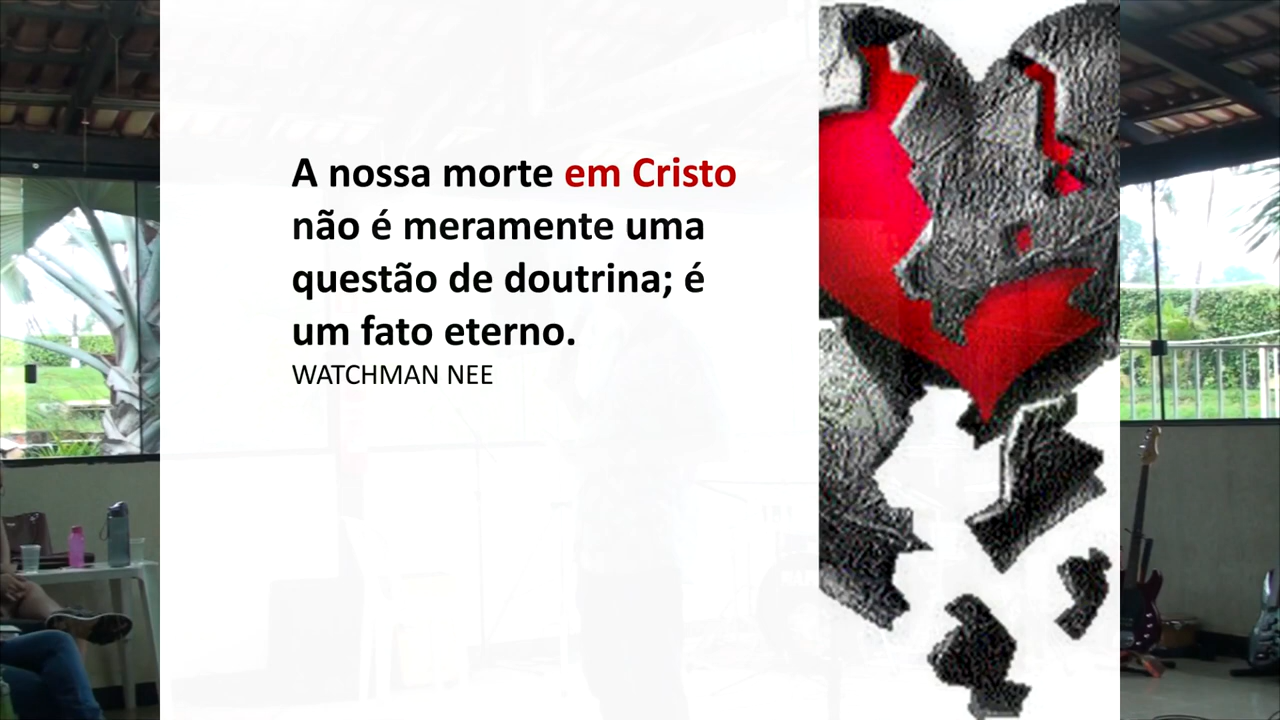 A nossa morte em Cristo
não é meramente uma
questão de doutrina; é
um fato eterno.
WATCHMAN NEE